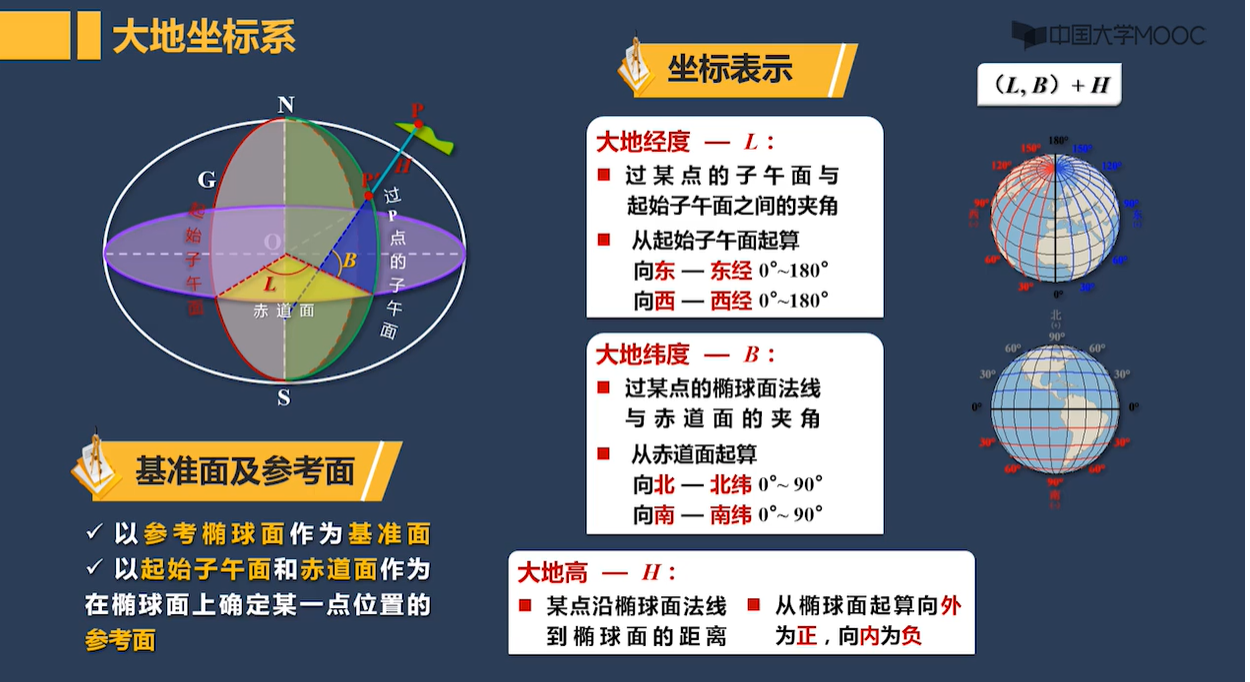 大地坐标系
中国大学MOOC
坐标表示
（L, B）+ H
N
P
H
P'
G
起始子午面
过P点的子午面
O
B
L
赤道面
S
大地经度 — L：
过某点的子午面与
起始子午面之间的夹角
从起始子午面起算
向东 — 东经 0°~180°
向西 — 西经 0°~180°
大地纬度 — B：
过某点的椭球面法线
与赤道面的夹角
从赤道面起算
向北 — 北纬 0°~ 90°
向南 — 南纬 0°~ 90°
大地高 — H：
某点沿椭球面法线
到椭球面的距离
从椭球面起算向外
为正，向内为负
基准面及参考面
✓ 以参考椭球面作为基准面
✓ 以起始子午面和赤道面作为
在椭球面上确定某一点位置的
参考面
180°
150° 150°
120° 120°
90° 90°
西 东
60° 60°
30° 30°
0°
北
90°
60° 60°
30° 30°
0° 0°
30° 30°
60° 60°
90°
南